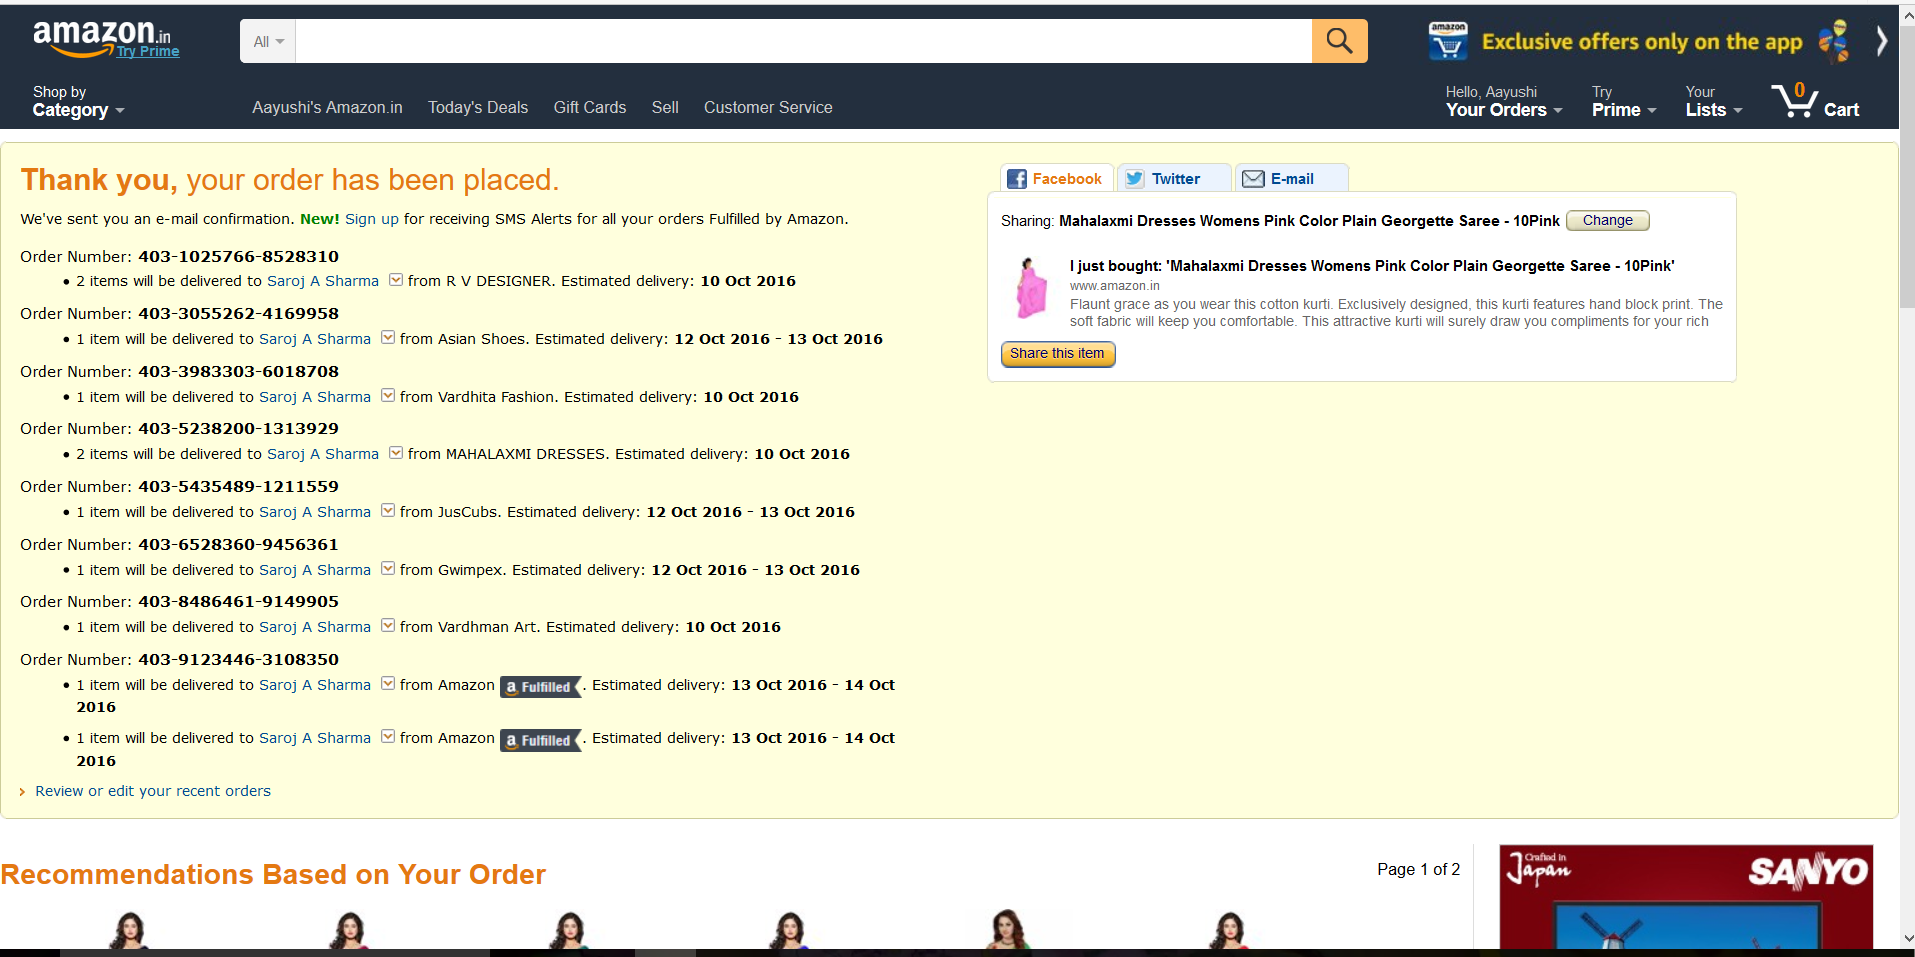 amazon.in
Try Prime
All
amazon
Exclusive offers only on the app
Shop by
Category
Aayushi's Amazon.in Today's Deals Gift Cards Sell Customer Service
Hello, Aayushi
Your Orders
Try
Prime
Your
Lists
0
Cart
Thank you, your order has been placed.
We've sent you an e-mail confirmation. New! Sign up for receiving SMS Alerts for all your orders Fulfilled by Amazon.
Order Number: 403-1025766-8528310
• 2 items will be delivered to Saroj A Sharma from R V DESIGNER. Estimated delivery: 10 Oct 2016
Order Number: 403-3055262-4169958
• 1 item will be delivered to Saroj A Sharma from Asian Shoes. Estimated delivery: 12 Oct 2016 - 13 Oct 2016
Order Number: 403-3983303-6018708
• 1 item will be delivered to Saroj A Sharma from Vardhita Fashion. Estimated delivery: 10 Oct 2016
Order Number: 403-5238200-1313929
• 2 items will be delivered to Saroj A Sharma from MAHALAXMI DRESSES. Estimated delivery: 10 Oct 2016
Order Number: 403-5435489-1211559
• 1 item will be delivered to Saroj A Sharma from JusCubs. Estimated delivery: 12 Oct 2016 - 13 Oct 2016
Order Number: 403-6528360-9456361
• 1 item will be delivered to Saroj A Sharma from Gwimpex. Estimated delivery: 12 Oct 2016 - 13 Oct 2016
Order Number: 403-8486461-9149905
• 1 item will be delivered to Saroj A Sharma from Vardhman Art. Estimated delivery: 10 Oct 2016
Order Number: 403-9123446-3108350
• 1 item will be delivered to Saroj A Sharma from Amazon a Fulfilled. Estimated delivery: 13 Oct 2016 - 14 Oct
2016
• 1 item will be delivered to Saroj A Sharma from Amazon a Fulfilled. Estimated delivery: 13 Oct 2016 - 14 Oct
2016
Review or edit your recent orders
Facebook Twitter E-mail
Sharing: Mahalaxmi Dresses Womens Pink Color Plain Georgette Saree - 10Pink Change
I just bought: 'Mahalaxmi Dresses Womens Pink Color Plain Georgette Saree - 10Pink'
www.amazon.in
Flaunt grace as you wear this cotton kurti. Exclusively designed, this kurti features hand block print. The
soft fabric will keep you comfortable. This attractive kurti will surely draw you compliments for your rich
Share this item
Recommendations Based on Your Order
Page 1 of 2
Crafted in
Japan
SANYO